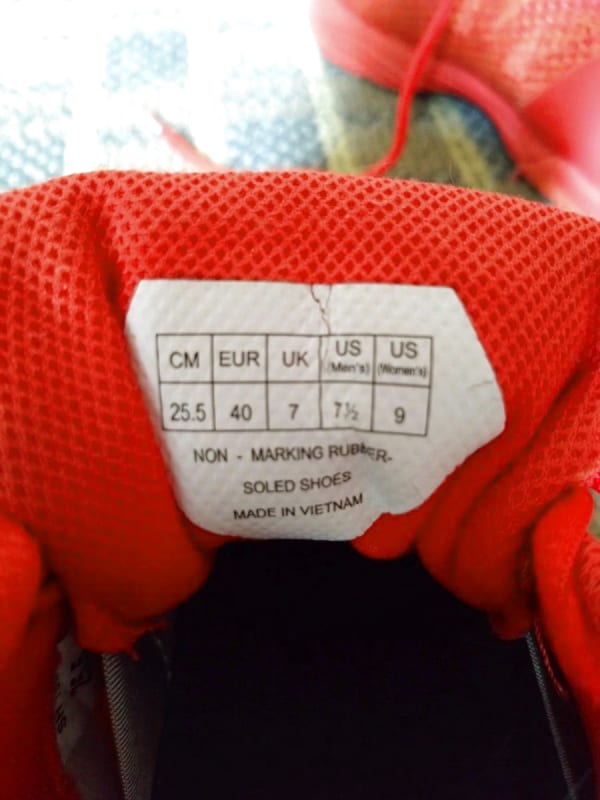 CM EUR UK US (Men's) US (Women's)
25.5 40 7 7½ 9
NON - MARKING RUBBER-
SOLED SHOES
MADE IN VIETNAM